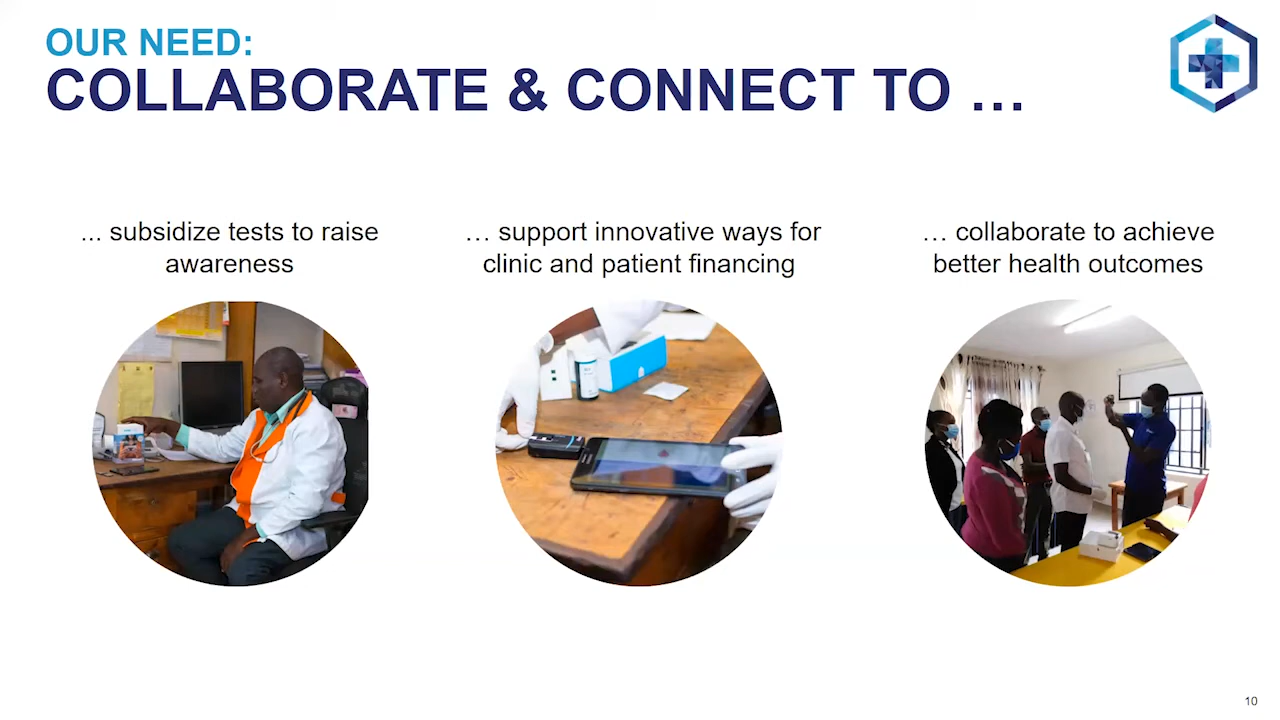 OUR NEED:
COLLABORATE & CONNECT TO …
... subsidize tests to raise
awareness
… support innovative ways for
clinic and patient financing
… collaborate to achieve
better health outcomes
10